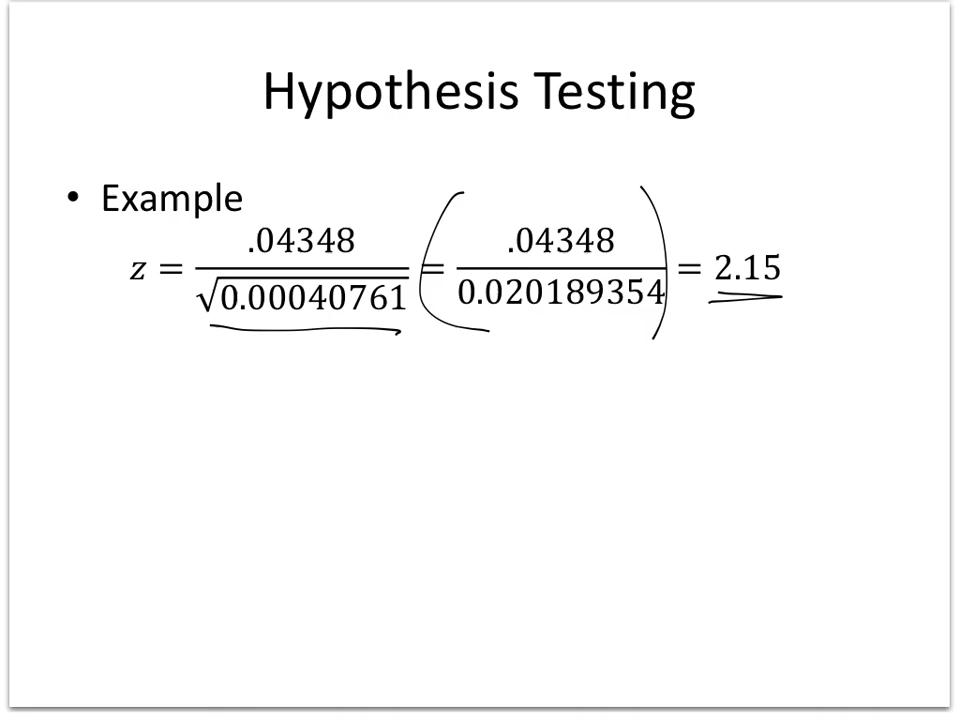 Hypothesis Testing
• Example
z = .04348 / √0.00040761 = .04348 / 0.020189354 = 2.15